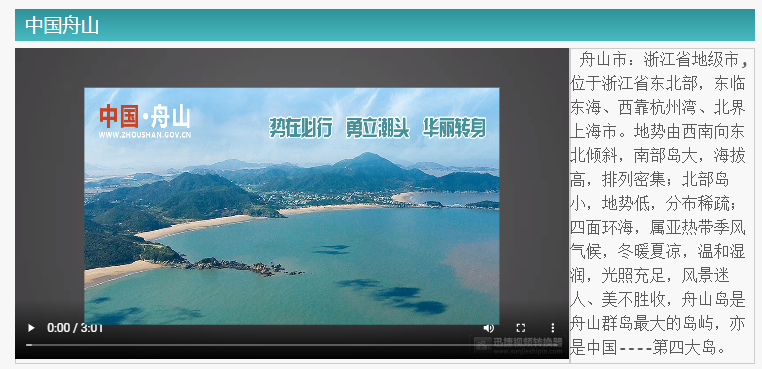 中国舟山
中国·舟山
WWW.ZHOUSHAN.GOV.CN
势在必行 勇立潮头 华丽转身
0:00 / 3:01
迅捷视频转换器
舟山市：浙江省地级市，
位于浙江省东北部，东临
东海、西靠杭州湾、北界
上海市。地势由西南向东
北倾斜，南部岛大，海拔
高，排列密集；北部岛
小，地势低，分布稀疏；
四面环海，属亚热带季风
气候，冬暖夏凉，温和湿
润，光照充足，风景迷
人、美不胜收，舟山岛是
舟山群岛最大的岛屿，亦
是中国----第四大岛。